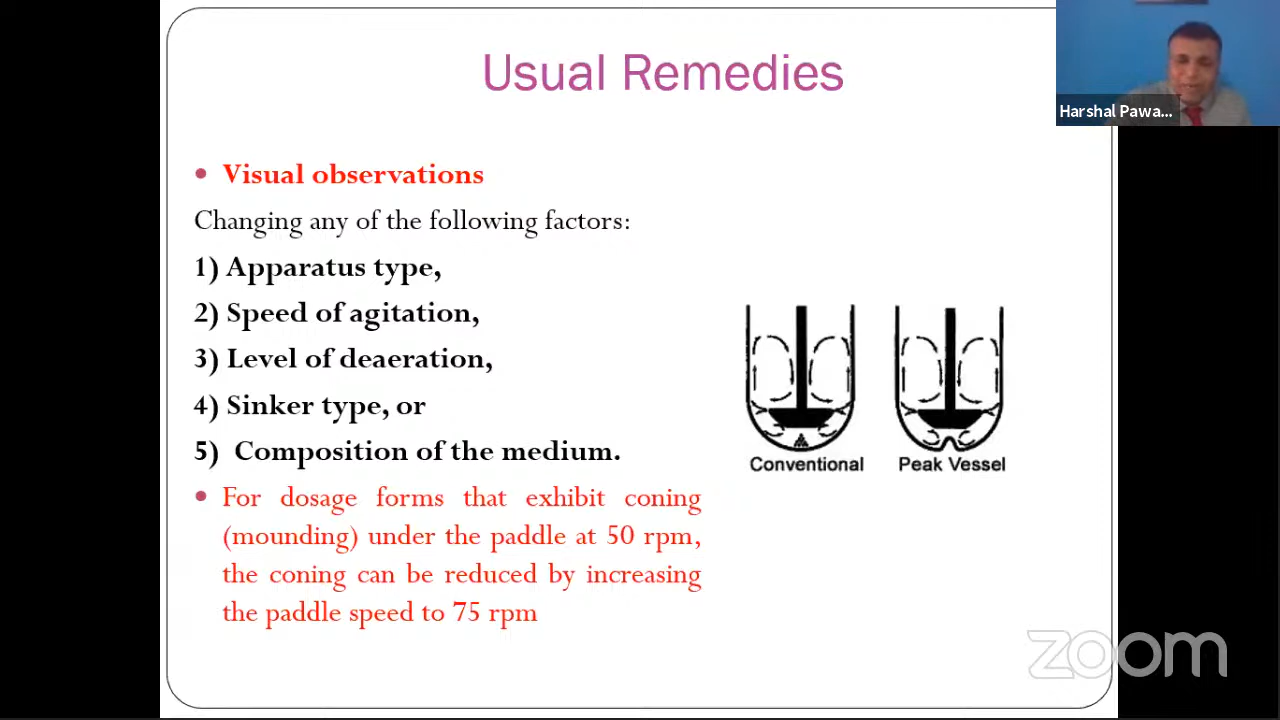 Usual Remedies
Harshal Pawa...
• Visual observations
Changing any of the following factors:
1) Apparatus type,
2) Speed of agitation,
3) Level of deaeration,
4) Sinker type, or
5) Composition of the medium.
• For dosage forms that exhibit coning
(mounding) under the paddle at 50 rpm,
the coning can be reduced by increasing
the paddle speed to 75 rpm
Conventional
Peak Vessel
zoom